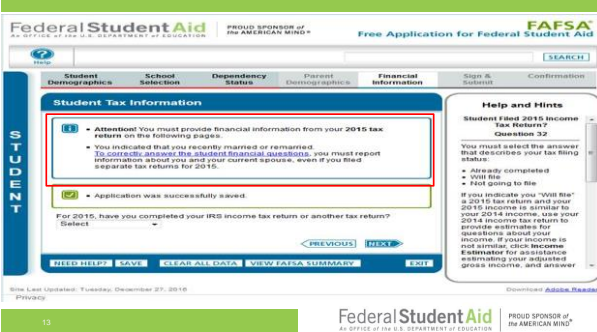 Federal Student Aid
An OFFICE of the U.S. DEPARTMENT of EDUCATION
PROUD SPONSOR of
the AMERICAN MIND®
FAFSA®
Free Application for Federal Student Aid
Help
SEARCH
Student Demographics
School Selection
Dependency Status
Parent Demographics
Financial Information
Sign & Submit
Confirmation
STUDENT
Student Tax Information
• Attention! You must provide financial information from your 2015 tax
return on the following pages.
• You indicated that you recently married or remarried.
To correctly answer the student financial questions, you must report
information about you and your current spouse, even if you filed
separate tax returns for 2015.
• Application was successfully saved.
For 2015, have you completed your IRS income tax return or another tax return?
Select
PREVIOUS
NEXT
NEED HELP?
SAVE
CLEAR ALL DATA
VIEW FAFSA SUMMARY
EXIT
Help and Hints
Student Filed 2015 Income
Tax Return?
Question 32
You must select the answer
that describes your tax filing
status:
• Already completed
• Will file
• Not going to file
If you indicate you "Will file"
a 2015 tax return and your
2015 income is similar to
your 2014 income, use your
2014 income tax return to
provide estimates for
questions about your
income. If your income is
not similar, click Income
Estimator for assistance
estimating your adjusted
gross income, and answer
Site Last Updated: Tuesday, December 27, 2016
Download Adobe Reader
Privacy
13
Federal Student Aid
An OFFICE of the U.S. DEPARTMENT of EDUCATION
PROUD SPONSOR of
the AMERICAN MIND®